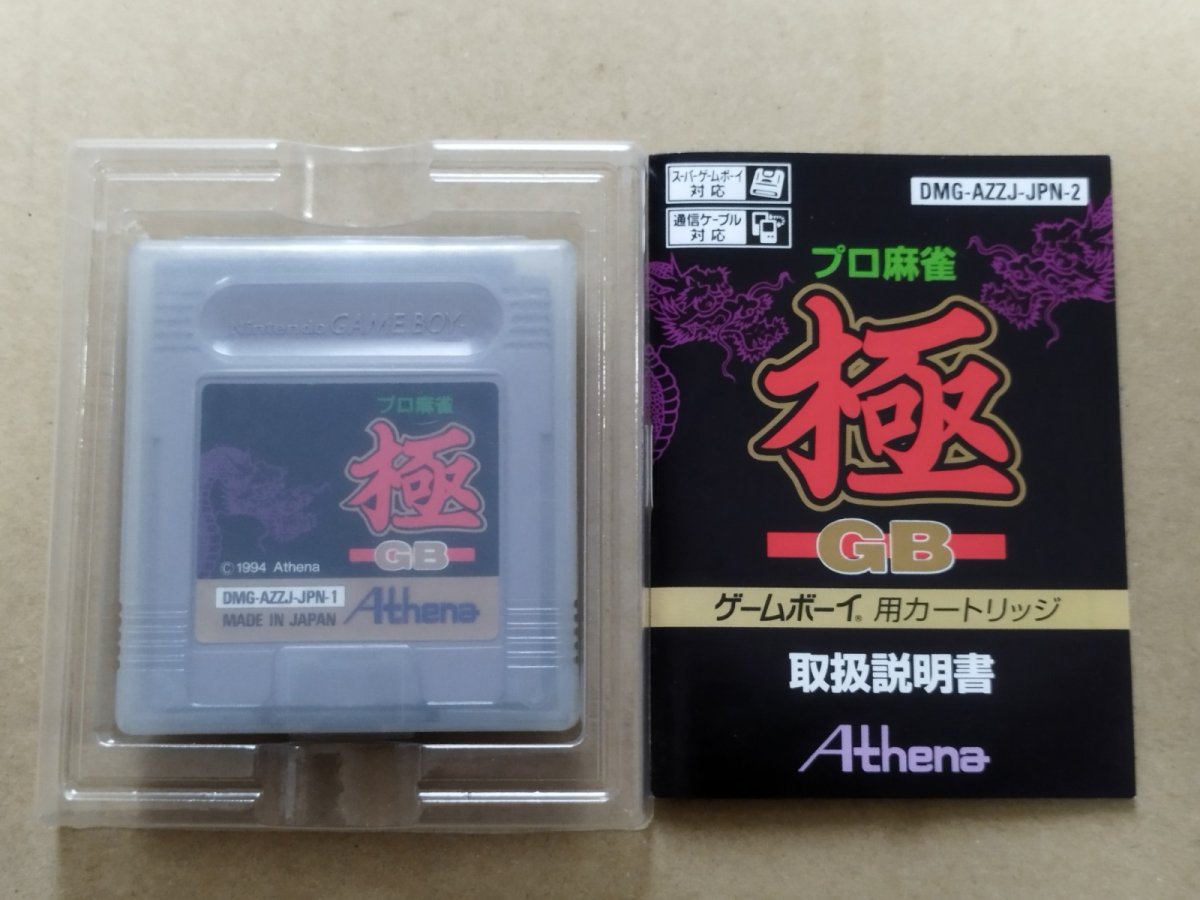 Nintendo GAME BOY
プロ麻雀
極
GB
© 1994 Athena
DMG-AZZJ-JPN-1
MADE IN JAPAN
Athena
スーパーゲームボーイ
対応
通信ケーブル
対応
DMG-AZZJ-JPN-2
プロ麻雀
極
GB
ゲームボーイ® 用カートリッジ
取扱説明書
Athena